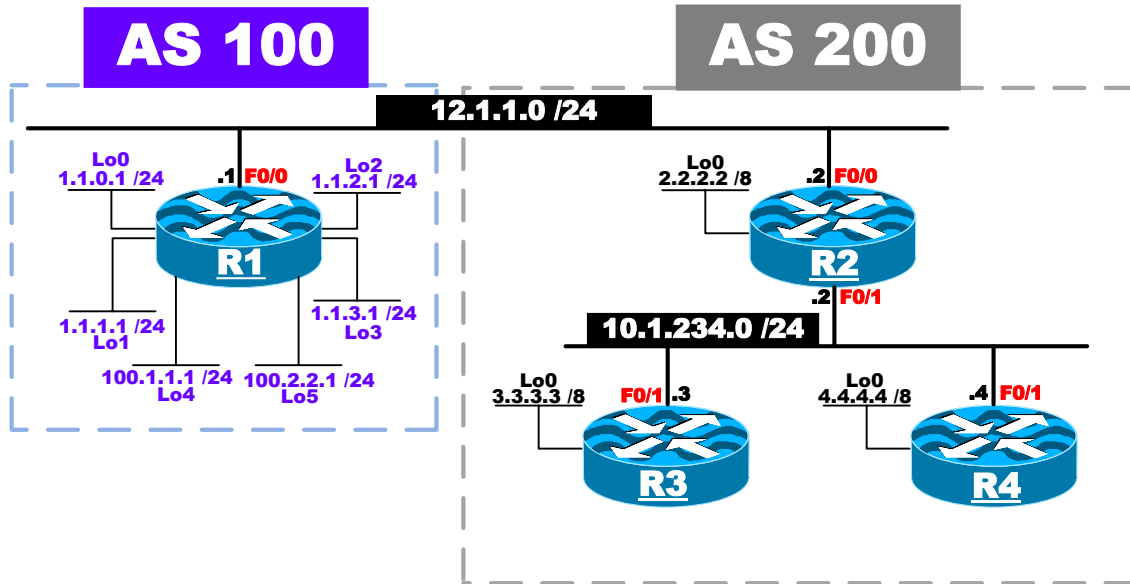 AS 100
AS 200
12.1.1.0 /24
Lo0
1.1.0.1 /24
.1 F0/0
Lo2
1.1.2.1 /24
R1
1.1.1.1 /24
Lo1
1.1.3.1 /24
Lo3
100.1.1.1 /24
Lo4
100.2.2.1 /24
Lo5
Lo0
2.2.2.2 /8
.2 F0/0
R2
.2 F0/1
10.1.234.0 /24
Lo0
3.3.3.3 /8
F0/1 .3
R3
Lo0
4.4.4.4 /8
.4 F0/1
R4